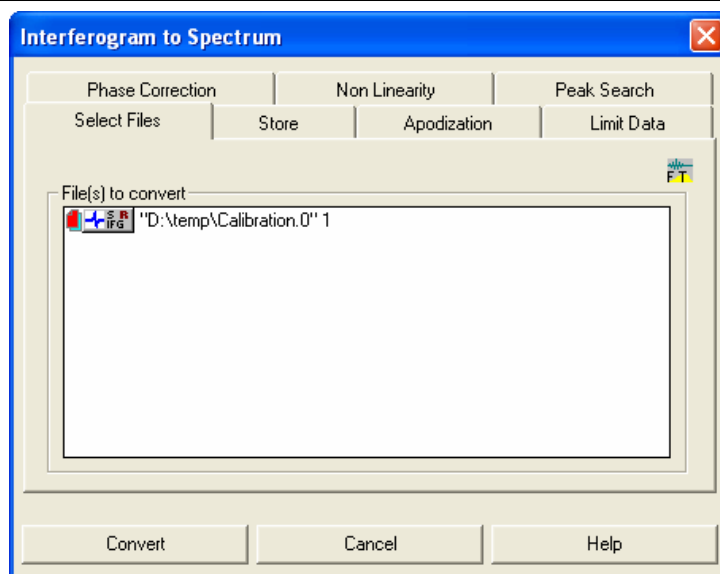 Interferogram to Spectrum
Phase Correction Non Linearity Peak Search
Select Files Store Apodization Limit Data
F T
File(s) to convert
S R
IFG "D:\temp\Calibration.0" 1
Convert Cancel Help